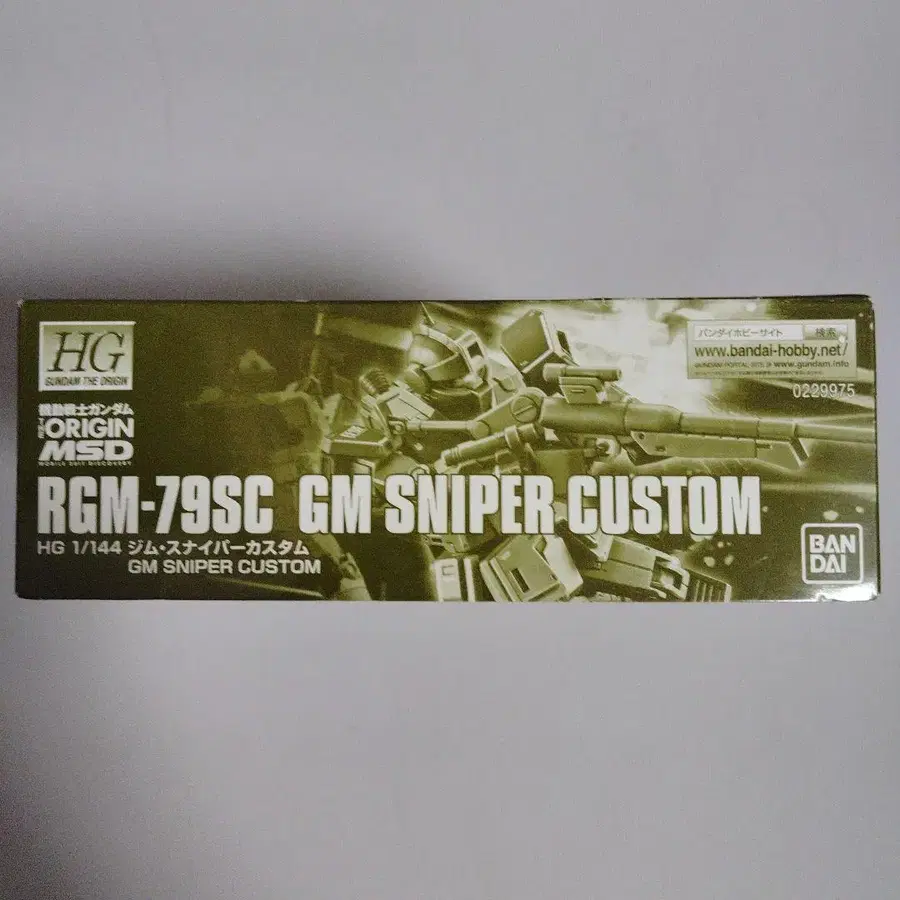 HG
GUNDAM THE ORIGIN
機動戦士ガンダム
THE ORIGIN
MSD
MOBILE SUIT DISCOVERY
RGM-79SC GM SNIPER CUSTOM
HG 1/144 ジム・スナイパーカスタム
GM SNIPER CUSTOM
バンダイホビーサイト 検索
www.bandai-hobby.net/
www.gundam.info
0229975
BAN
DAI